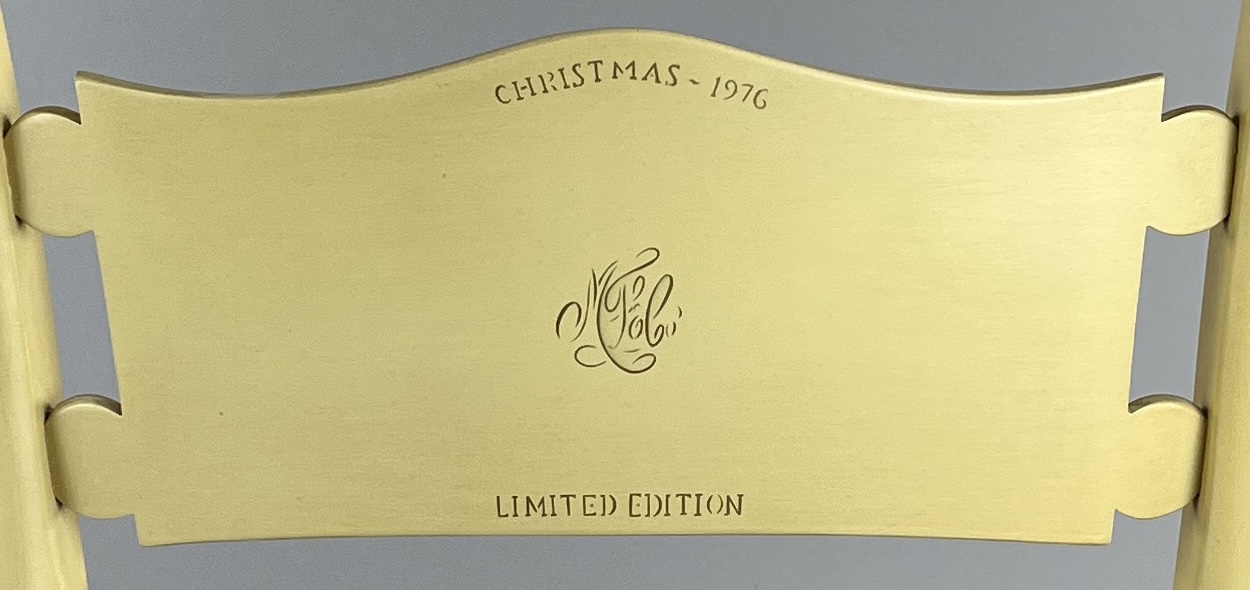 CHRISTMAS - 1976
LIMITED EDITION